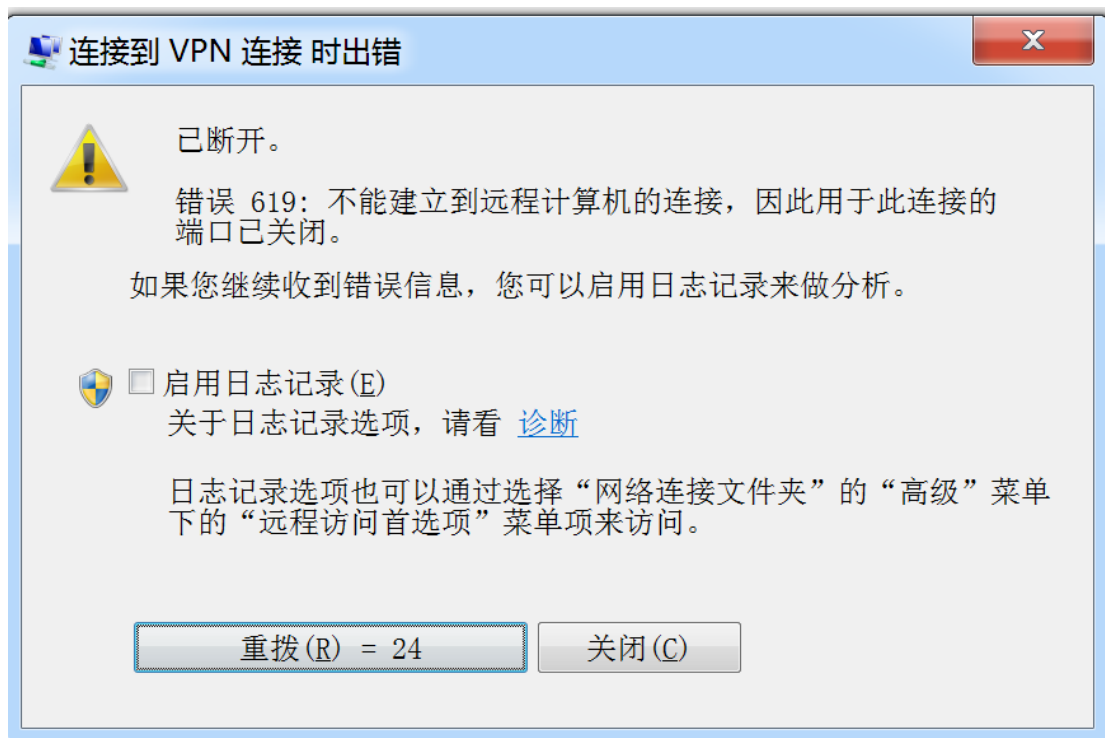 连接到 VPN 连接 时出错
已断开。
错误 619: 不能建立到远程计算机的连接，因此用于此连接的
端口已关闭。
如果您继续收到错误信息，您可以启用日志记录来做分析。
启用日志记录(E)
关于日志记录选项，请看 诊断
日志记录选项也可以通过选择“网络连接文件夹”的“高级”菜单
下的“远程访问首选项”菜单项来访问。
重拨(R) = 24
关闭(C)